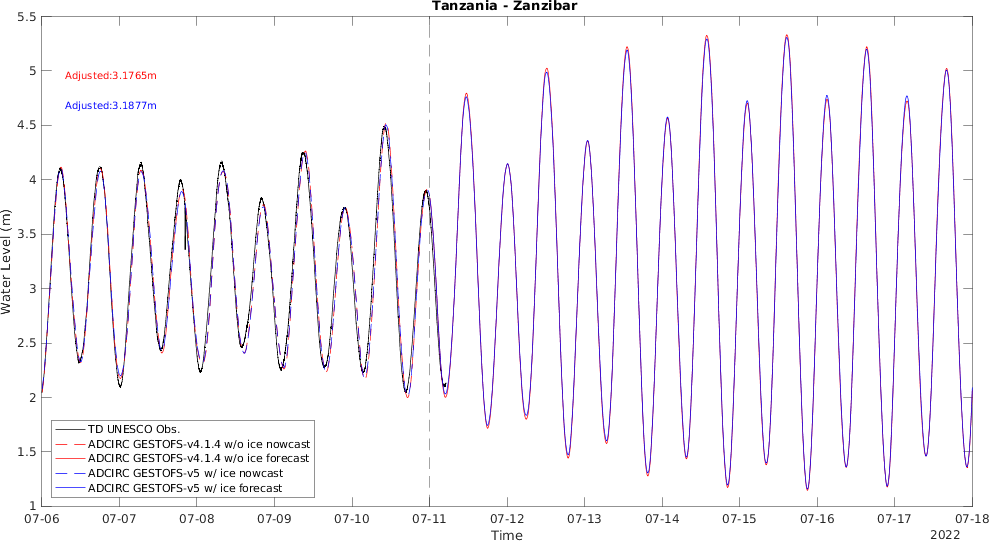 Tanzania - Zanzibar
5.5
5
4.5
4
3.5
3
2.5
2
1.5
1
Water Level (m)
Adjusted:3.1765m
Adjusted:3.1877m
TD UNESCO Obs.
ADCIRC GESTOFS-v4.1.4 w/o ice nowcast
ADCIRC GESTOFS-v4.1.4 w/o ice forecast
ADCIRC GESTOFS-v5 w/ ice nowcast
ADCIRC GESTOFS-v5 w/ ice forecast
07-06 07-07 07-08 07-09 07-10 07-11 07-12 07-13 07-14 07-15 07-16 07-17 07-18
Time
2022